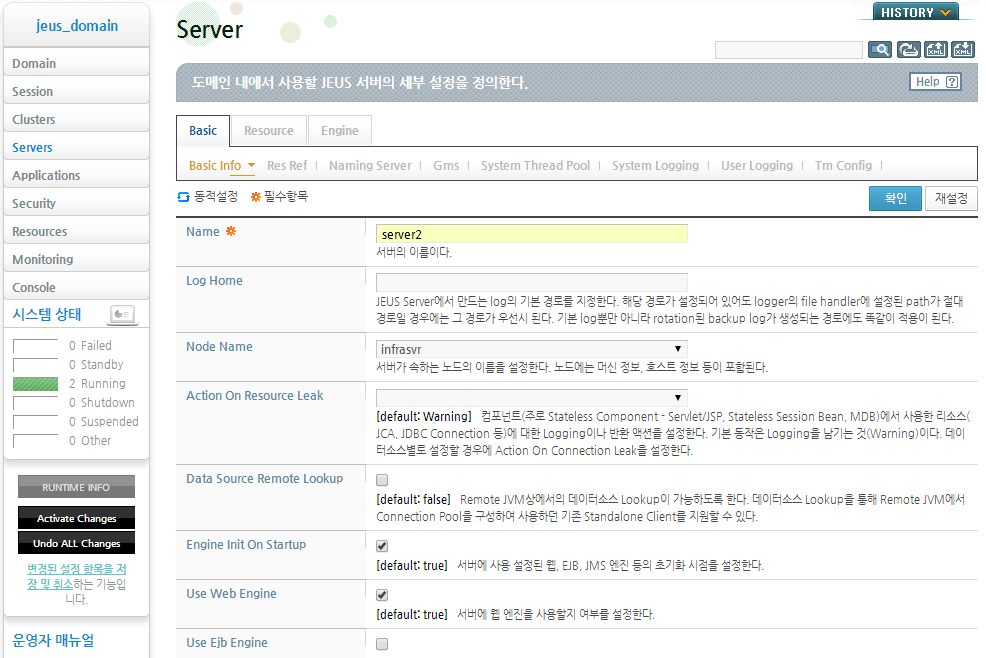 jeus_domain
Domain
Session
Clusters
Servers
Applications
Security
Resources
Monitoring
Console
시스템 상태
0 Failed
0 Standby
2 Running
0 Shutdown
0 Suspended
0 Other
RUNTIME INFO
Activate Changes
Undo ALL Changes
변경된 설정 항목을 저
장 및 취소하는 기능입
니다.
운영자 매뉴얼
Server
HISTORY
XML XML
도메인 내에서 사용할 JEUS 서버의 세부 설정을 정의한다.
Help ?
Basic Resource Engine
Basic Info Res Ref Naming Server Gms System Thread Pool System Logging User Logging Tm Config
동적설정 필수항목
확인 재설정
Name
server2
서버의 이름이다.
Log Home
JEUS Server에서 만드는 log의 기본 경로를 지정한다. 해당 경로가 설정되어 있어도 logger의 file handler에 설정된 path가 절대
경로일 경우에는 그 경로가 우선시 된다. 기본 log뿐만 아니라 rotation된 backup log가 생성되는 경로에도 똑같이 적용이 된다.
Node Name
infrasvr
서버가 속하는 노드의 이름을 설정한다. 노드에는 머신 정보, 호스트 정보 등이 포함된다.
Action On Resource Leak
[default: Warning] 컴포넌트(주로 Stateless Component - Servlet/JSP, Stateless Session Bean, MDB)에서 사용한 리소스(
JCA, JDBC Connection 등)에 대한 Logging이나 반환 액션을 설정한다. 기본 동작은 Logging을 남기는 것(Warning)이다. 데이
터소스별로 설정할 경우에 Action On Connection Leak를 설정한다.
Data Source Remote Lookup
[default: false] Remote JVM상에서의 데이터소스 Lookup이 가능하도록 한다. 데이터소스 Lookup을 통해 Remote JVM에서
Connection Pool을 구성하여 사용하던 기존 Standalone Client를 지원할 수 있다.
Engine Init On Startup
[default: true] 서버에 사용 설정된 웹, EJB, JMS 엔진 등의 초기화 시점을 설정한다.
Use Web Engine
[default: true] 서버에 웹 엔진을 사용할지 여부를 설정한다.
Use Ejb Engine